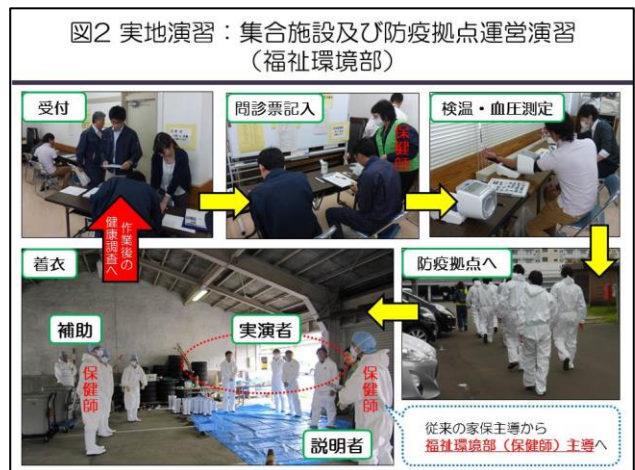 図2 実地演習：集合施設及び防疫拠点運営演習
（福祉環境部）
受付
問診票記入
保健師
検温・血圧測定
作業後の
健康調査へ
着衣
防疫拠点へ
補助
実演者
保健師
保健師
説明者
従来の家保主導から
福祉環境部（保健師）主導へ